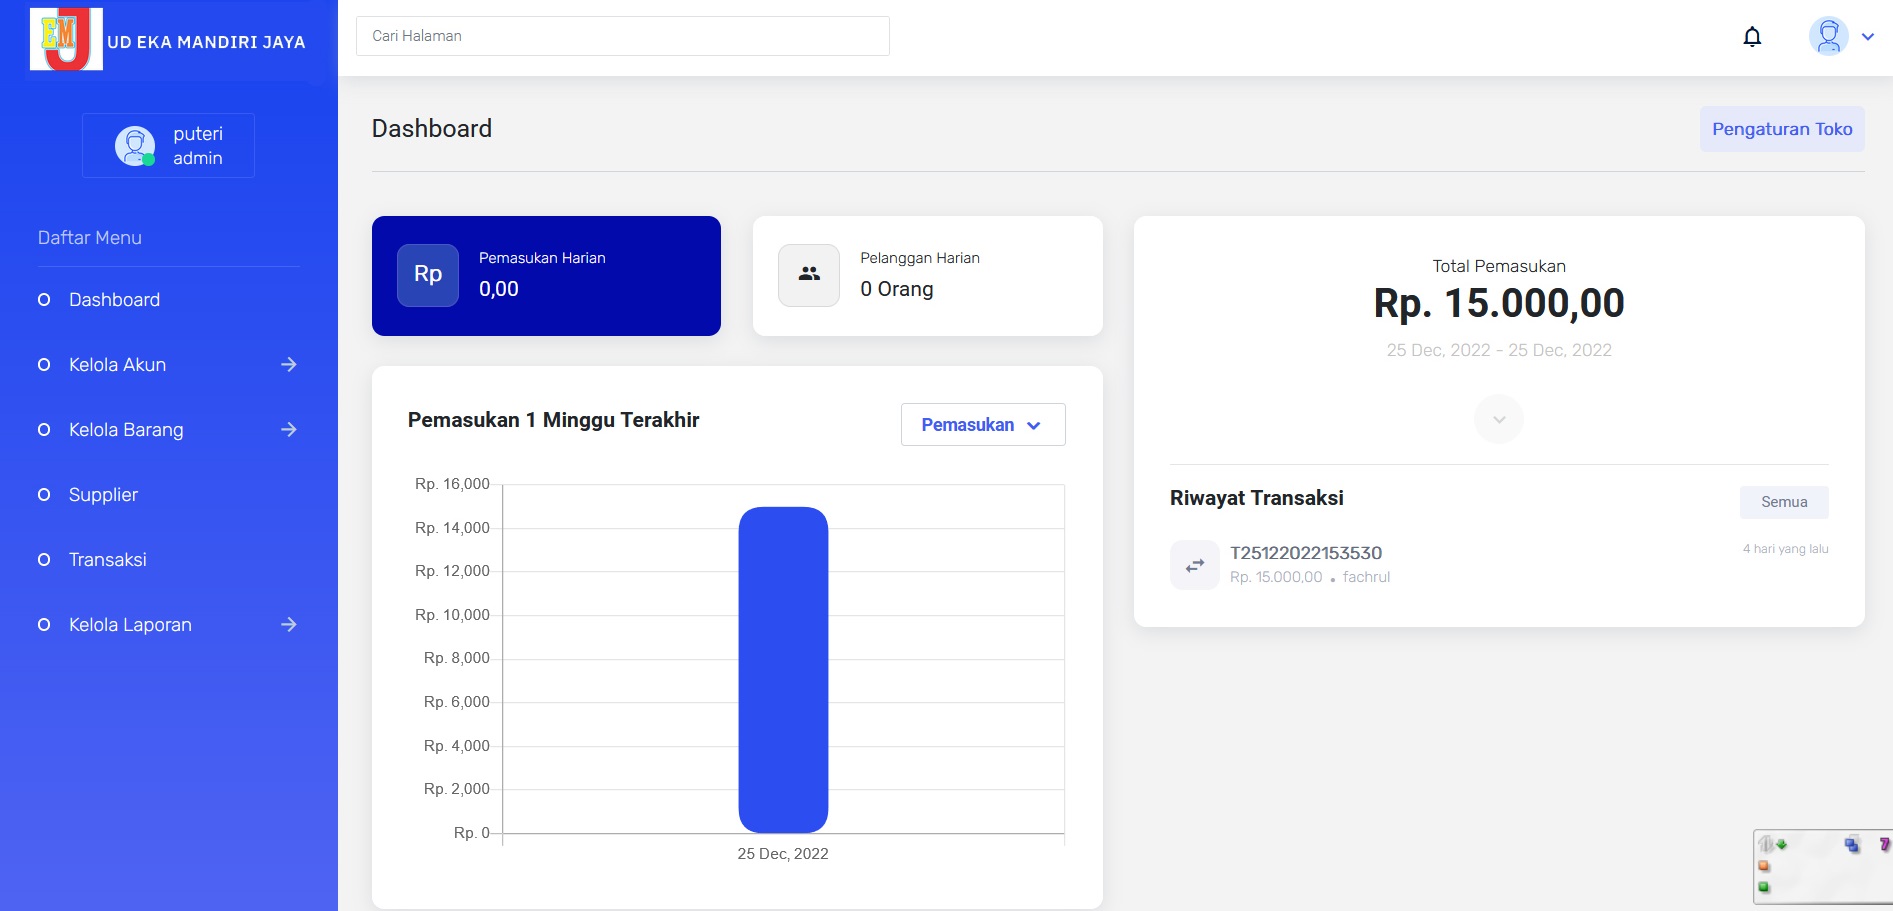 EMJ
UD EKA MANDIRI JAYA
Cari Halaman
puteri
admin
Daftar Menu
Dashboard
Kelola Akun
Kelola Barang
Supplier
Transaksi
Kelola Laporan
Dashboard
Pengaturan Toko
Rp
Pemasukan Harian
0,00
Pelanggan Harian
0 Orang
Pemasukan 1 Minggu Terakhir
Pemasukan
Rp. 16,000
Rp. 14,000
Rp. 12,000
Rp. 10,000
Rp. 8,000
Rp. 6,000
Rp. 4,000
Rp. 2,000
Rp. 0
25 Dec, 2022
Total Pemasukan
Rp. 15.000,00
25 Dec, 2022 - 25 Dec, 2022
Riwayat Transaksi
Semua
T25122022153530
4 hari yang lalu
Rp. 15.000,00 • fachrul
7